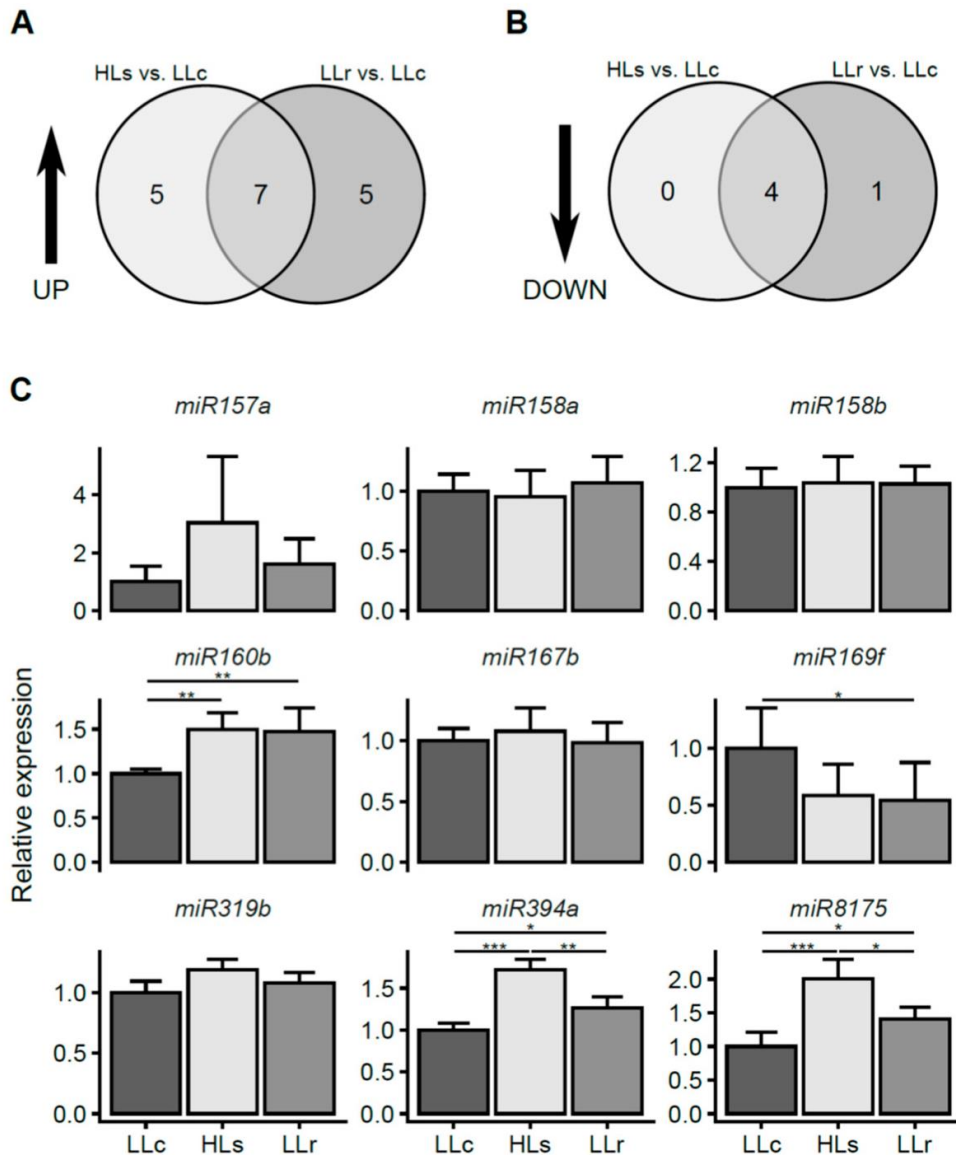 A
B
HLs vs. LLc LLr vs. LLc
HLs vs. LLc LLr vs. LLc
5 7 5
0 4 1
UP
DOWN
C
miR157a miR158a miR158b
4
2
0
1.0
0.5
0.0
1.2
0.8
0.4
0.0
Relative expression
miR160b miR167b miR169f
**
**
1.5
1.0
0.5
0.0
1.0
0.5
0.0
*
1.0
0.5
0.0
miR319b miR394a miR8175
1.0
0.5
0.0
*
*** **
1.5
1.0
0.5
0.0
*
*** *
2.0
1.5
1.0
0.5
0.0
LLc HLs LLr
LLc HLs LLr
LLc HLs LLr